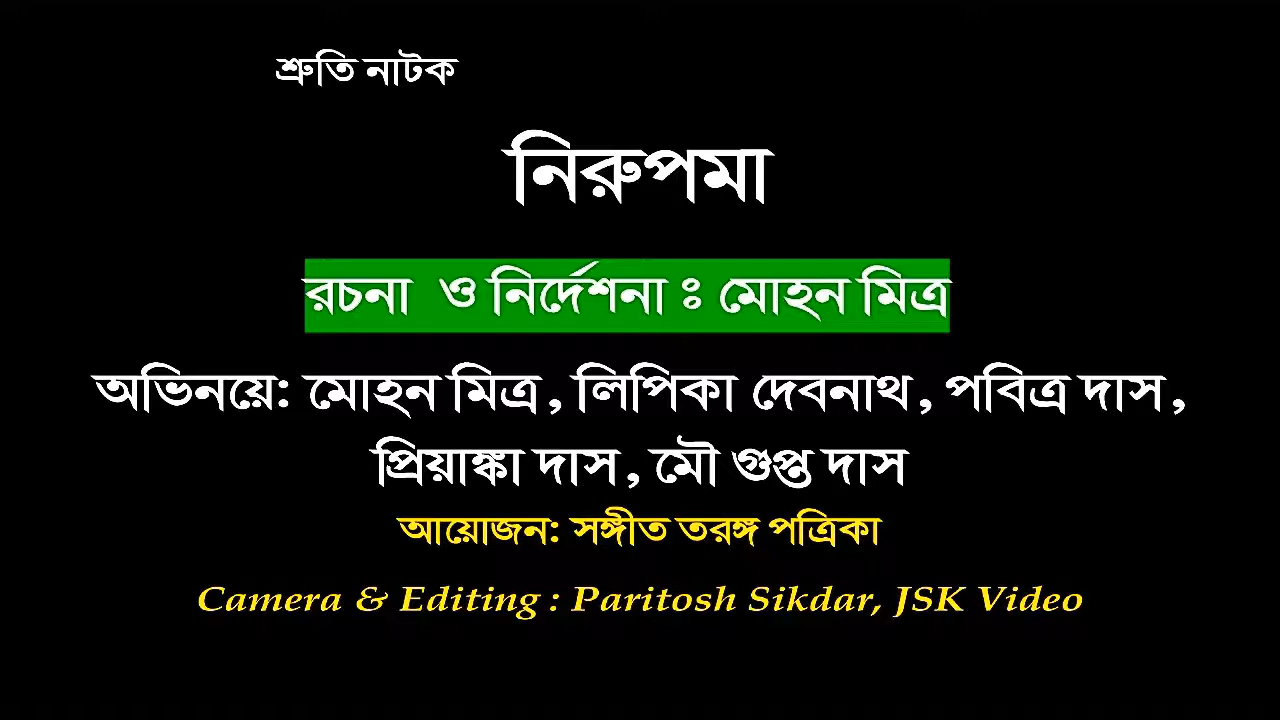 শ্রুতি নাটক
নিরুপমা
রচনা ও নির্দেশনা ঃ মোহন মিত্র
অভিনয়ে: মোহন মিত্র, লিপিকা দেবনাথ, পবিত্র দাস,
প্রিয়াঙ্কা দাস, মৌ গুপ্ত দাস
আয়োজন: সঙ্গীত তরঙ্গ পত্রিকা
Camera & Editing : Paritosh Sikdar, JSK Video